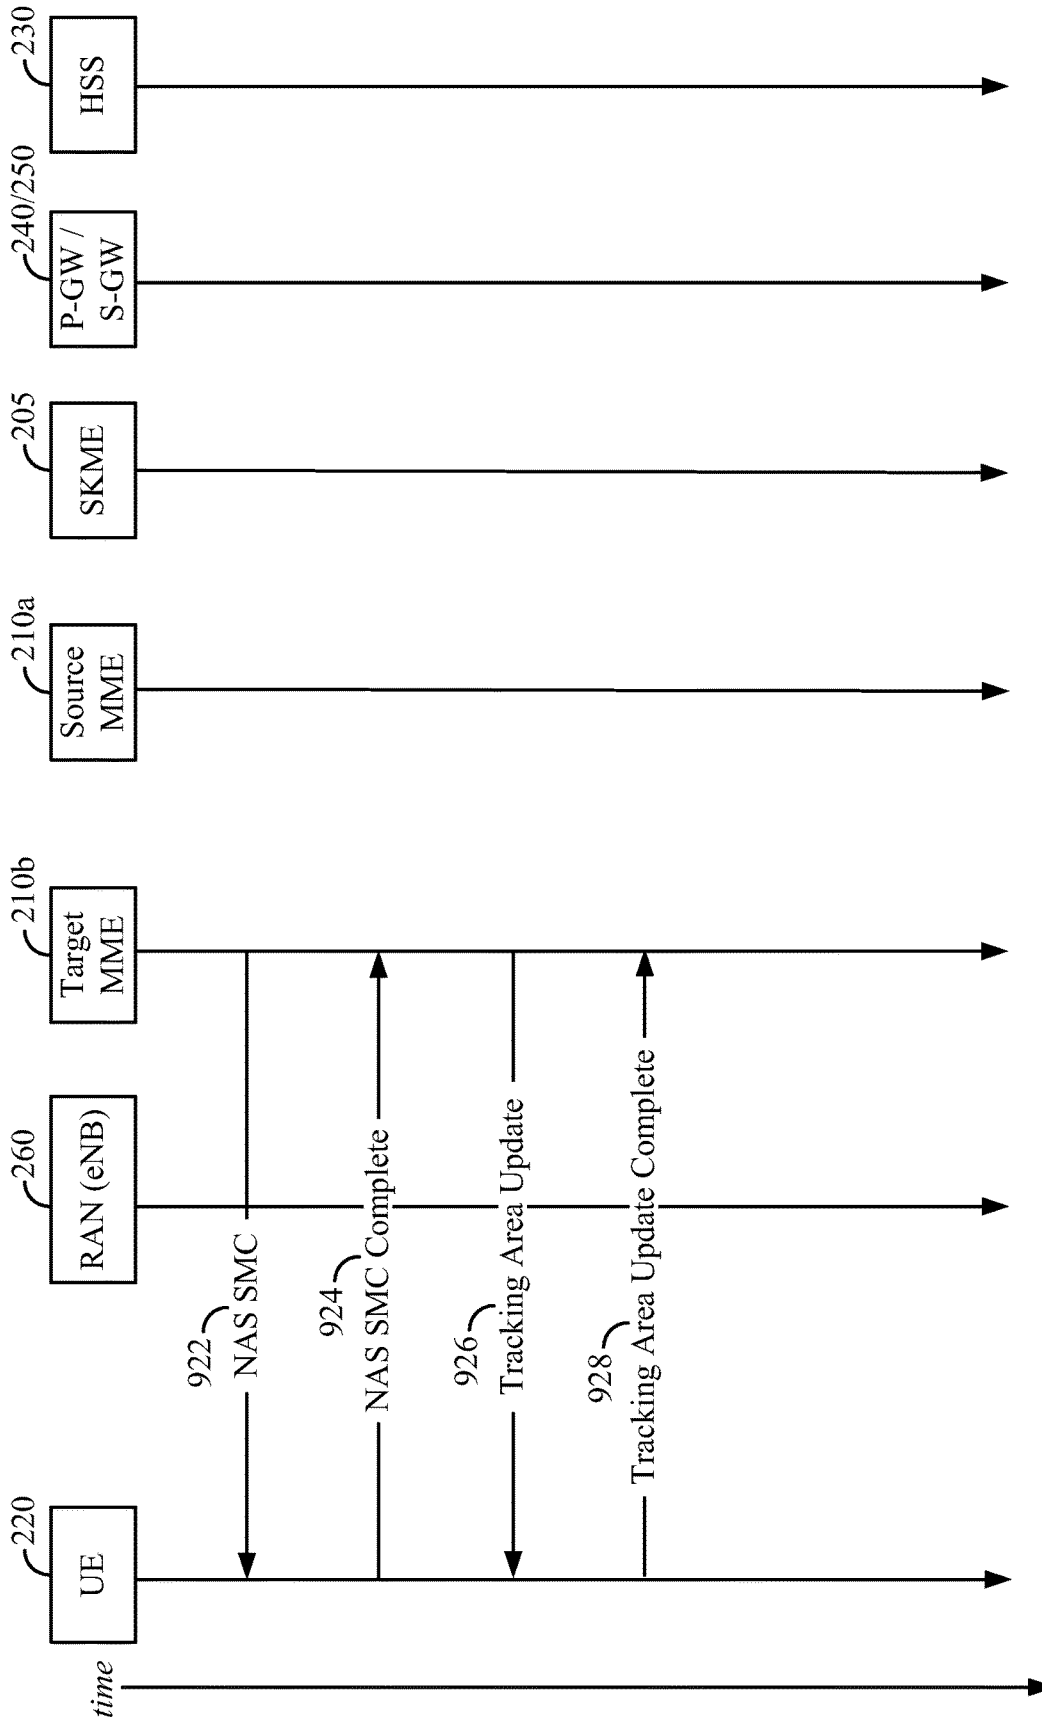 time
220
UE
260
RAN (eNB)
210b
Target
MME
210a
Source
MME
205
SKME
240/250
P-GW /
S-GW
230
HSS
922
NAS SMC
924
NAS SMC Complete
926
Tracking Area Update
928
Tracking Area Update Complete